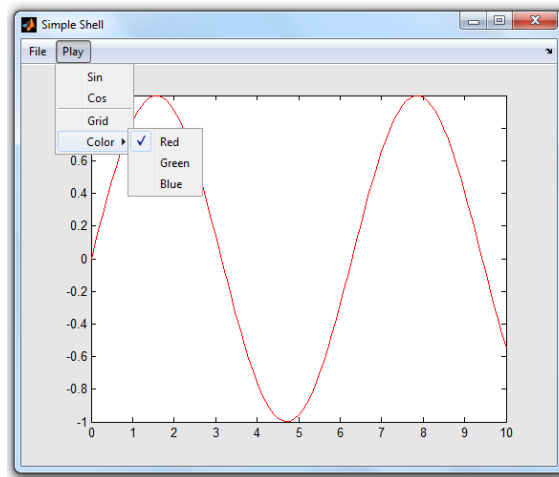 Simple Shell
File Play
Sin
Cos
Grid
Color
Red
Green
Blue
0.6
0.4
0.2
0
-0.2
-0.4
-0.6
-0.8
-1
0 1 2 3 4 5 6 7 8 9 10